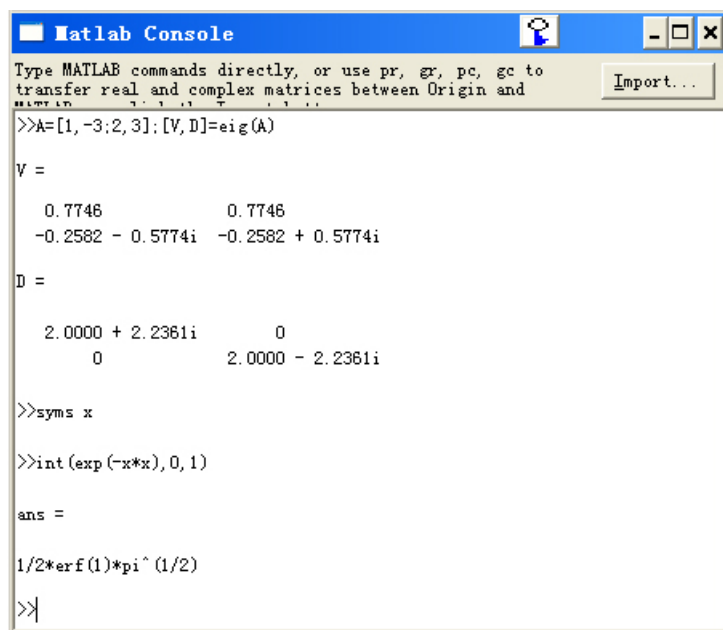 Matlab Console
Type MATLAB commands directly, or use pr, gr, pc, gc to
transfer real and complex matrices between Origin and
Import...
>>A=[1,-3;2,3];[V,D]=eig(A)
V =
0.7746 0.7746
-0.2582 - 0.5774i -0.2582 + 0.5774i
D =
2.0000 + 2.2361i 0
0 2.0000 - 2.2361i
>>syms x
>>int(exp(-x*x),0,1)
ans =
1/2*erf(1)*pi^(1/2)
>>